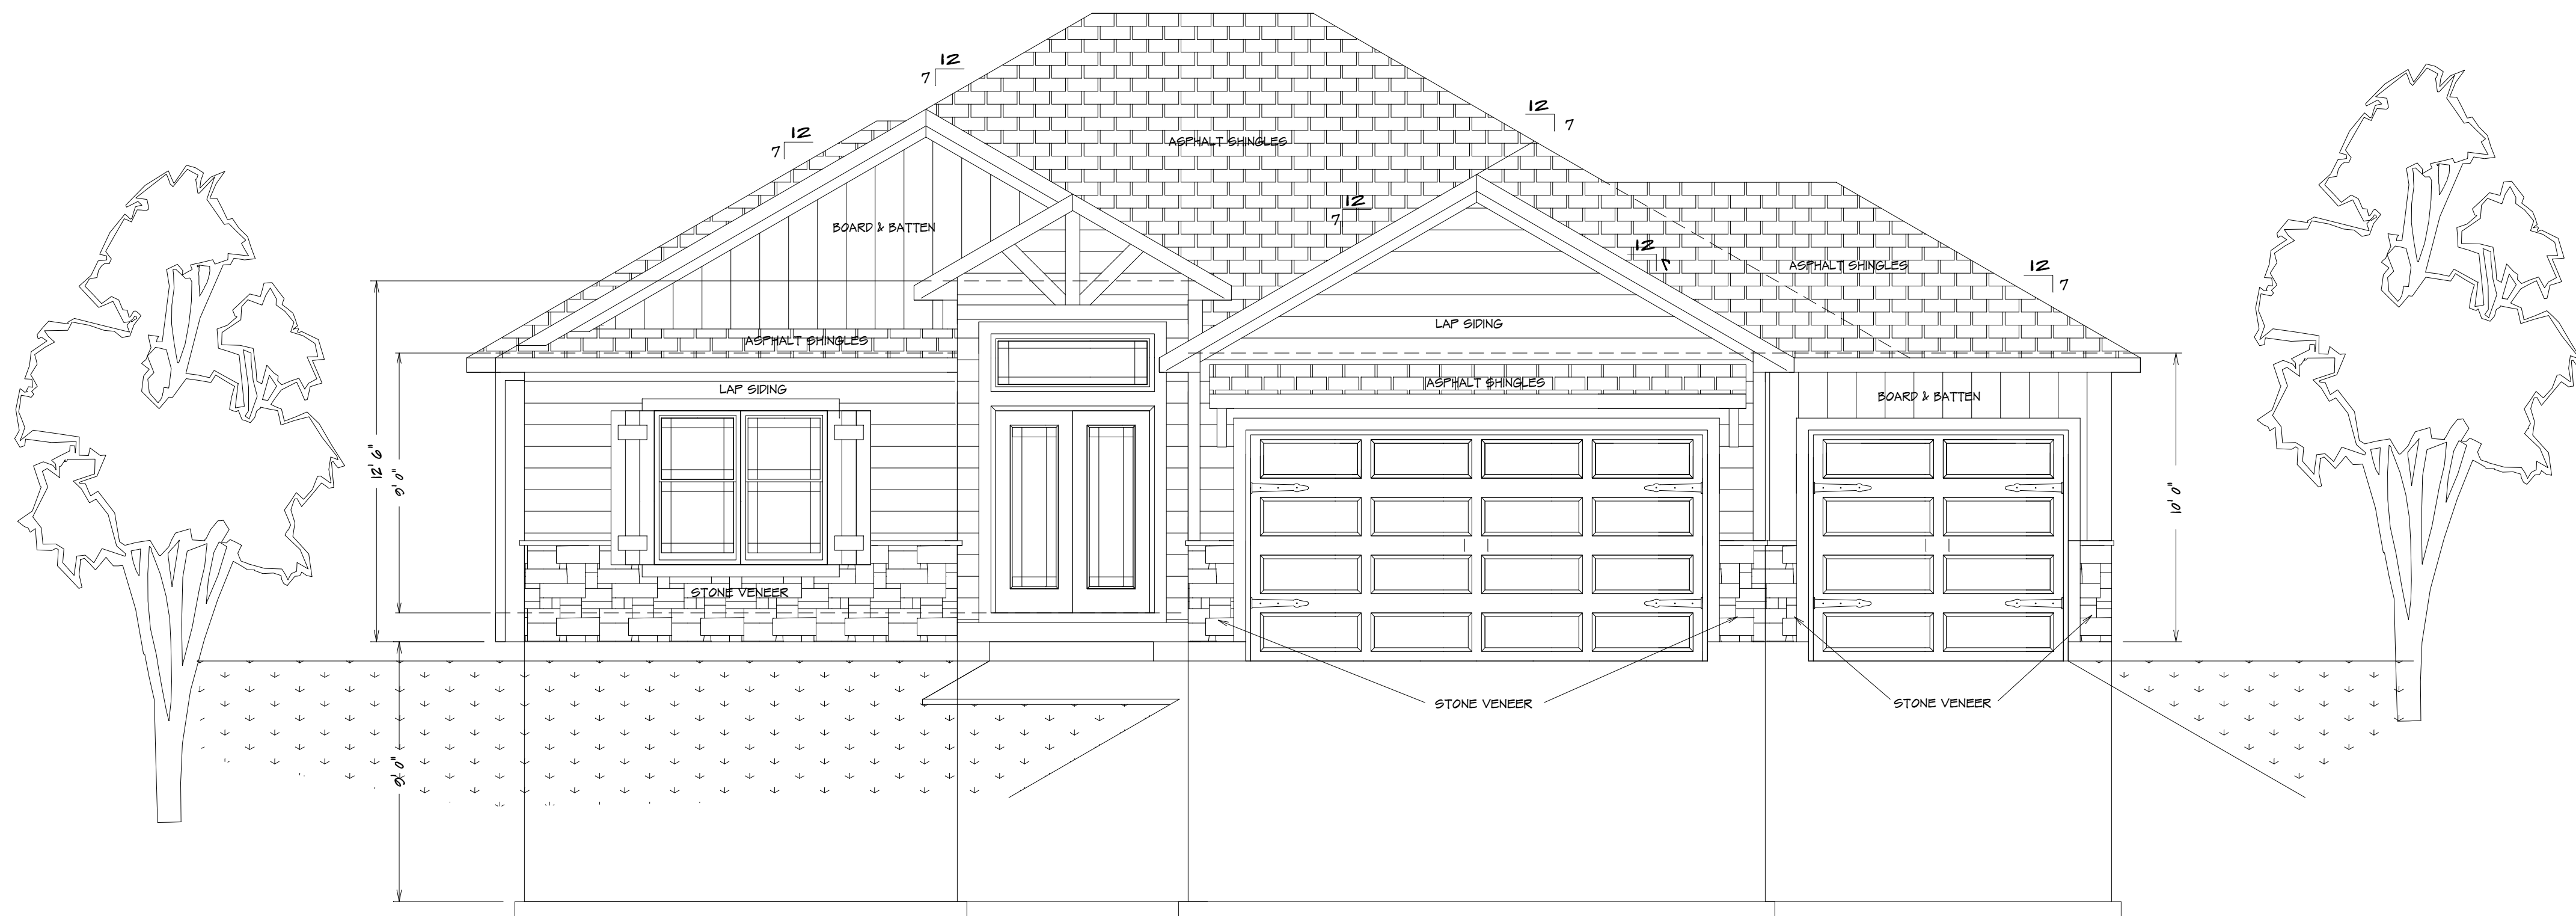 12
7
12
7
12
7
ASPHALT SHINGLES
12
7
BOARD & BATTEN
12
7
ASPHALT SHINGLES
12
7
LAP SIDING
ASPHALT SHINGLES
ASPHALT SHINGLES
LAP SIDING
BOARD & BATTEN
12' 6"
9' 0"
10' 0"
STONE VENEER
STONE VENEER
STONE VENEER
9' 0"